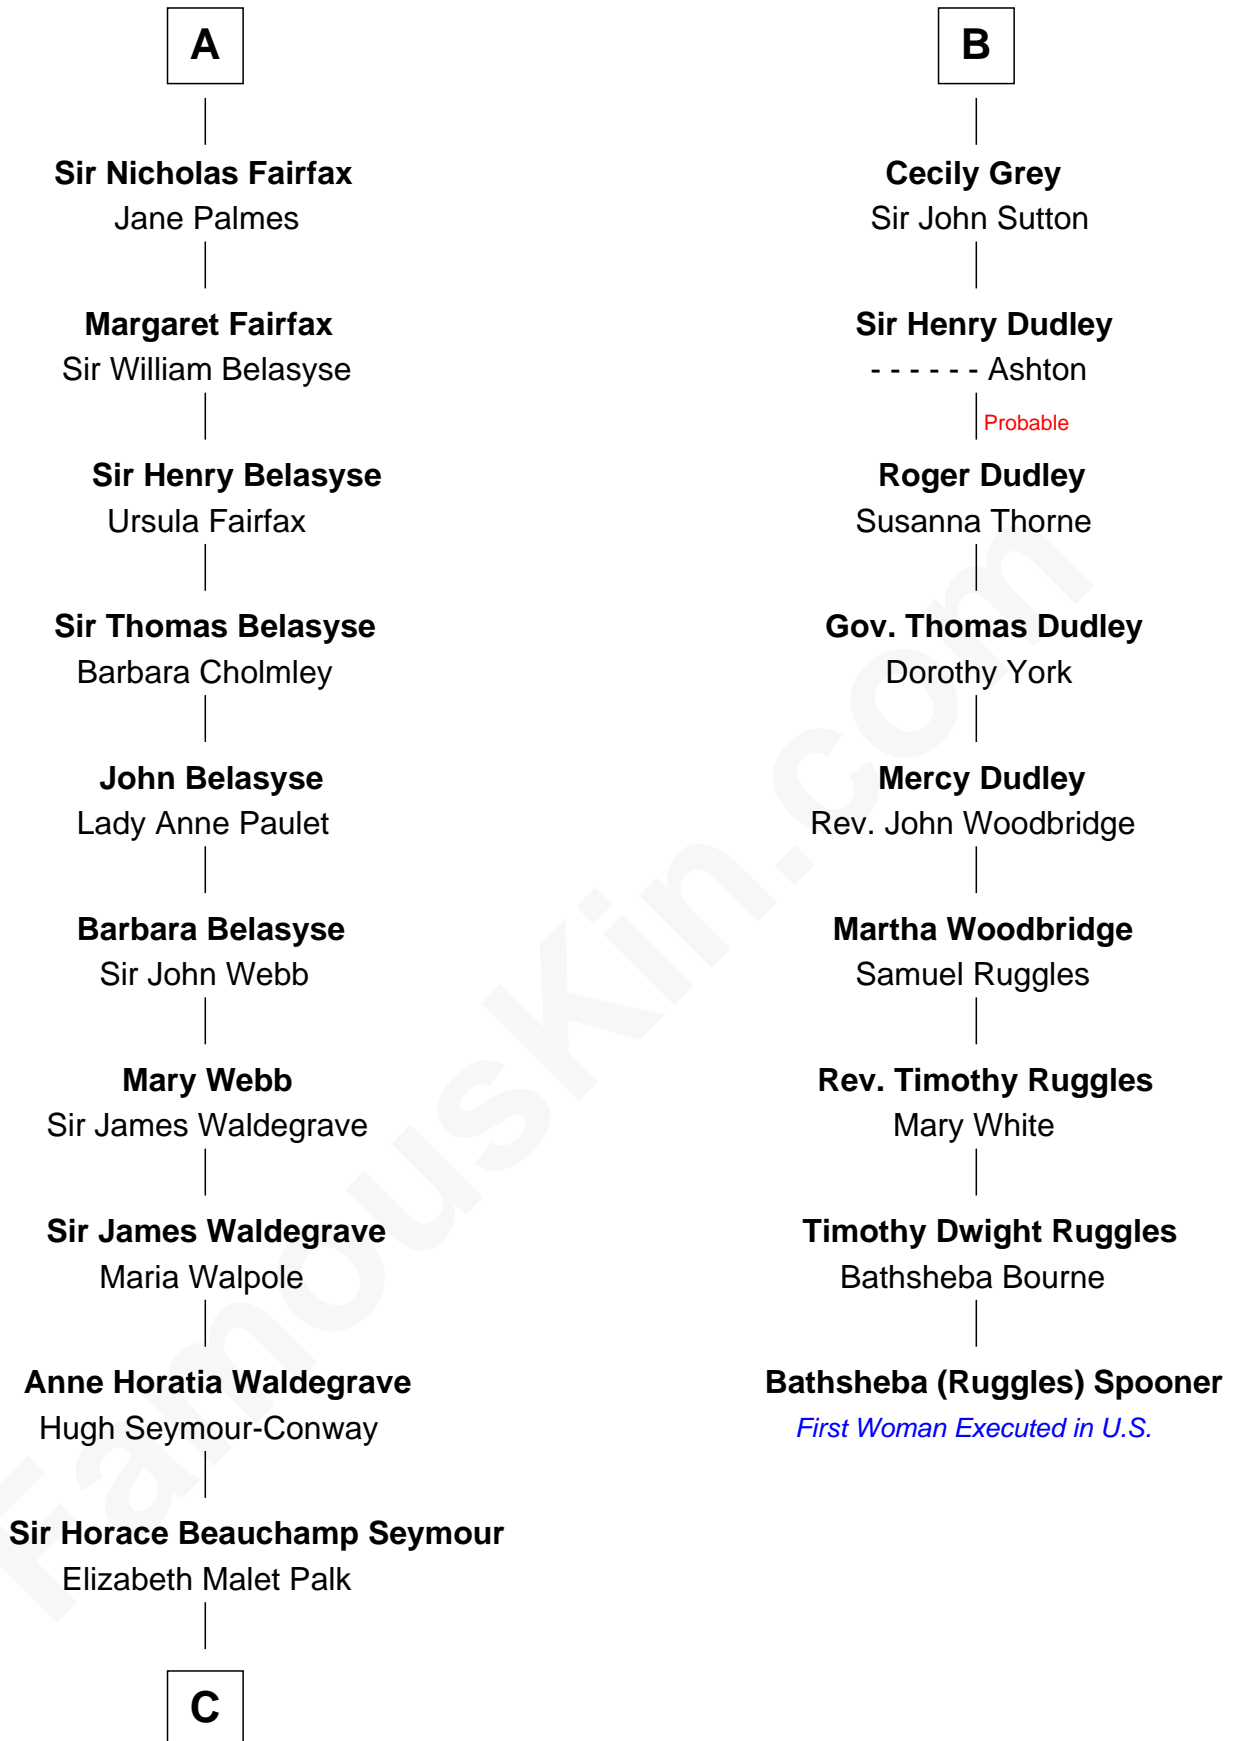 A
Sir Nicholas Fairfax
Jane Palmes
Margaret Fairfax
Sir William Belasyse
Sir Henry Belasyse
Ursula Fairfax
Sir Thomas Belasyse
Barbara Cholmley
John Belasyse
Lady Anne Paulet
Barbara Belasyse
Sir John Webb
Mary Webb
Sir James Waldegrave
Sir James Waldegrave
Maria Walpole
Anne Horatia Waldegrave
Hugh Seymour-Conway
Sir Horace Beauchamp Seymour
Elizabeth Malet Palk
C
B
Cecily Grey
Sir John Sutton
Sir Henry Dudley
- - - - - - Ashton
Probable
Roger Dudley
Susanna Thorne
Gov. Thomas Dudley
Dorothy York
Mercy Dudley
Rev. John Woodbridge
Martha Woodbridge
Samuel Ruggles
Rev. Timothy Ruggles
Mary White
Timothy Dwight Ruggles
Bathsheba Bourne
Bathsheba (Ruggles) Spooner
First Woman Executed in U.S.
FamousKin.com